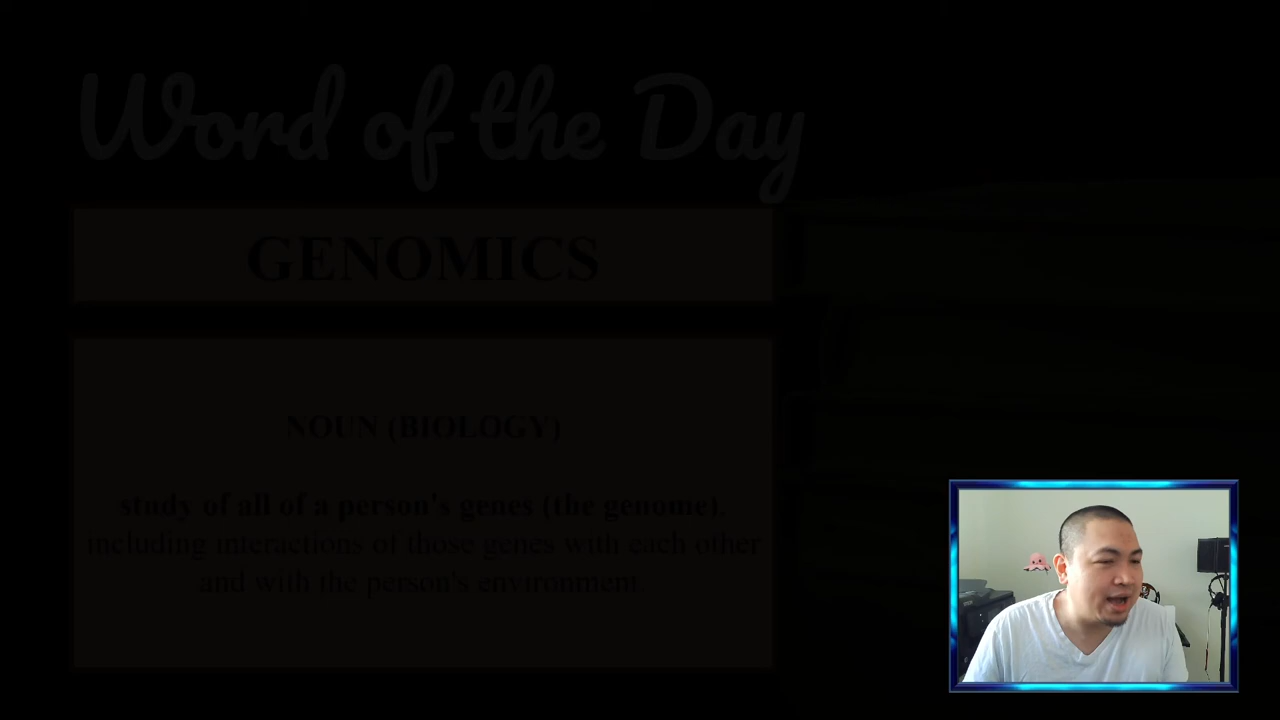 Word of the Day
GENOMICS
NOUN (BIOLOGY)
study of all of a person's genes (the genome),
including interactions of those genes with each other
and with the person's environment.